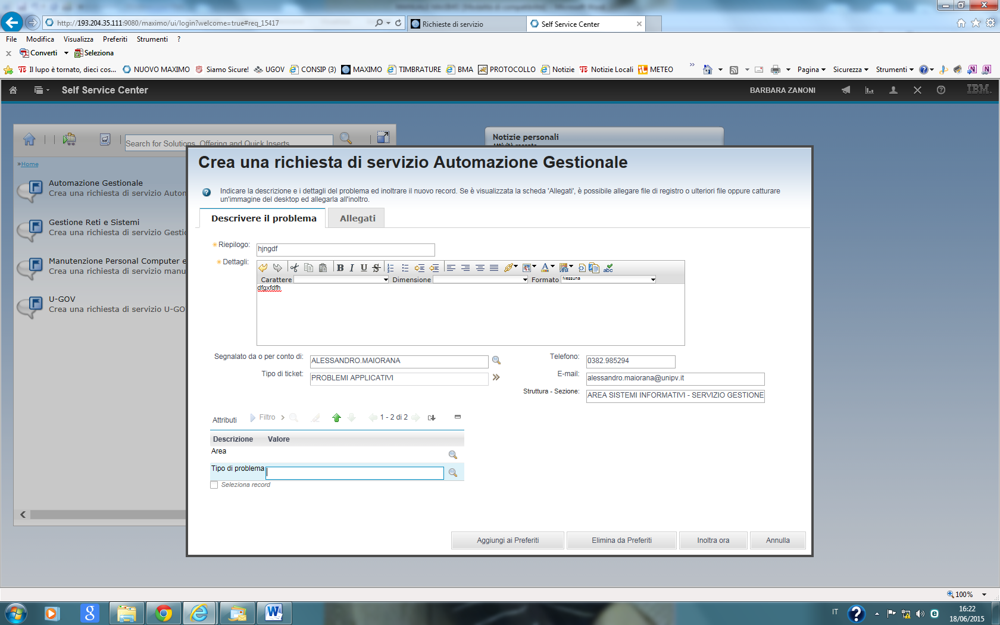 http://193.204.35.111:9080/maximo/ui/login?welcome=true#req_15417
Richieste di servizio
Self Service Center
File Modifica Visualizza Preferiti Strumenti ?
x Converti Seleziona
Il lupo è tornato, dieci cos... NUOVO MAXIMO Siamo Sicure! UGOV CONSIP (3) MAXIMO TIMBRATURE BMA PROTOCOLLO Notizie Notizie Locali METEO » Pagina Sicurezza Strumenti
Self Service Center BARBARA ZANONI IBM.
Search for Solutions, Offering and Quick Inserts
Notizie personali
»Home
Automazione Gestionale
Crea una richiesta di servizio Autom
Gestione Reti e Sistemi
Crea una richiesta di servizio Gestic
Manutenzione Personal Computer e
Crea una richiesta di servizio manu
U-GOV
Crea una richiesta di servizio U-GO
Crea una richiesta di servizio Automazione Gestionale
Indicare la descrizione e i dettagli del problema ed inoltrare il nuovo record. Se è visualizzata la scheda 'Allegati', è possibile allegare file di registro o ulteriori file oppure catturare
un'immagine del desktop ed allegarla all'inoltro.
Descrivere il problema Allegati
Riepilogo: hjngdf
Dettagli:
B I U S abc
Carattere Dimensione Formato Nessuna
dfgxfdfh
Segnalato da o per conto di: ALESSANDRO.MAIORANA Telefono: 0382.985294
Tipo di ticket: PROBLEMI APPLICATIVI E-mail: alessandro.maiorana@unipv.it
Struttura - Sezione: AREA SISTEMI INFORMATIVI - SERVIZIO GESTIONE
Attributi Filtro 1 - 2 di 2
Descrizione Valore
Area
Tipo di problema
Seleziona record
Aggiungi ai Preferiti Elimina da Preferiti Inoltra ora Annulla
100%
IT 16:22
18/06/2015